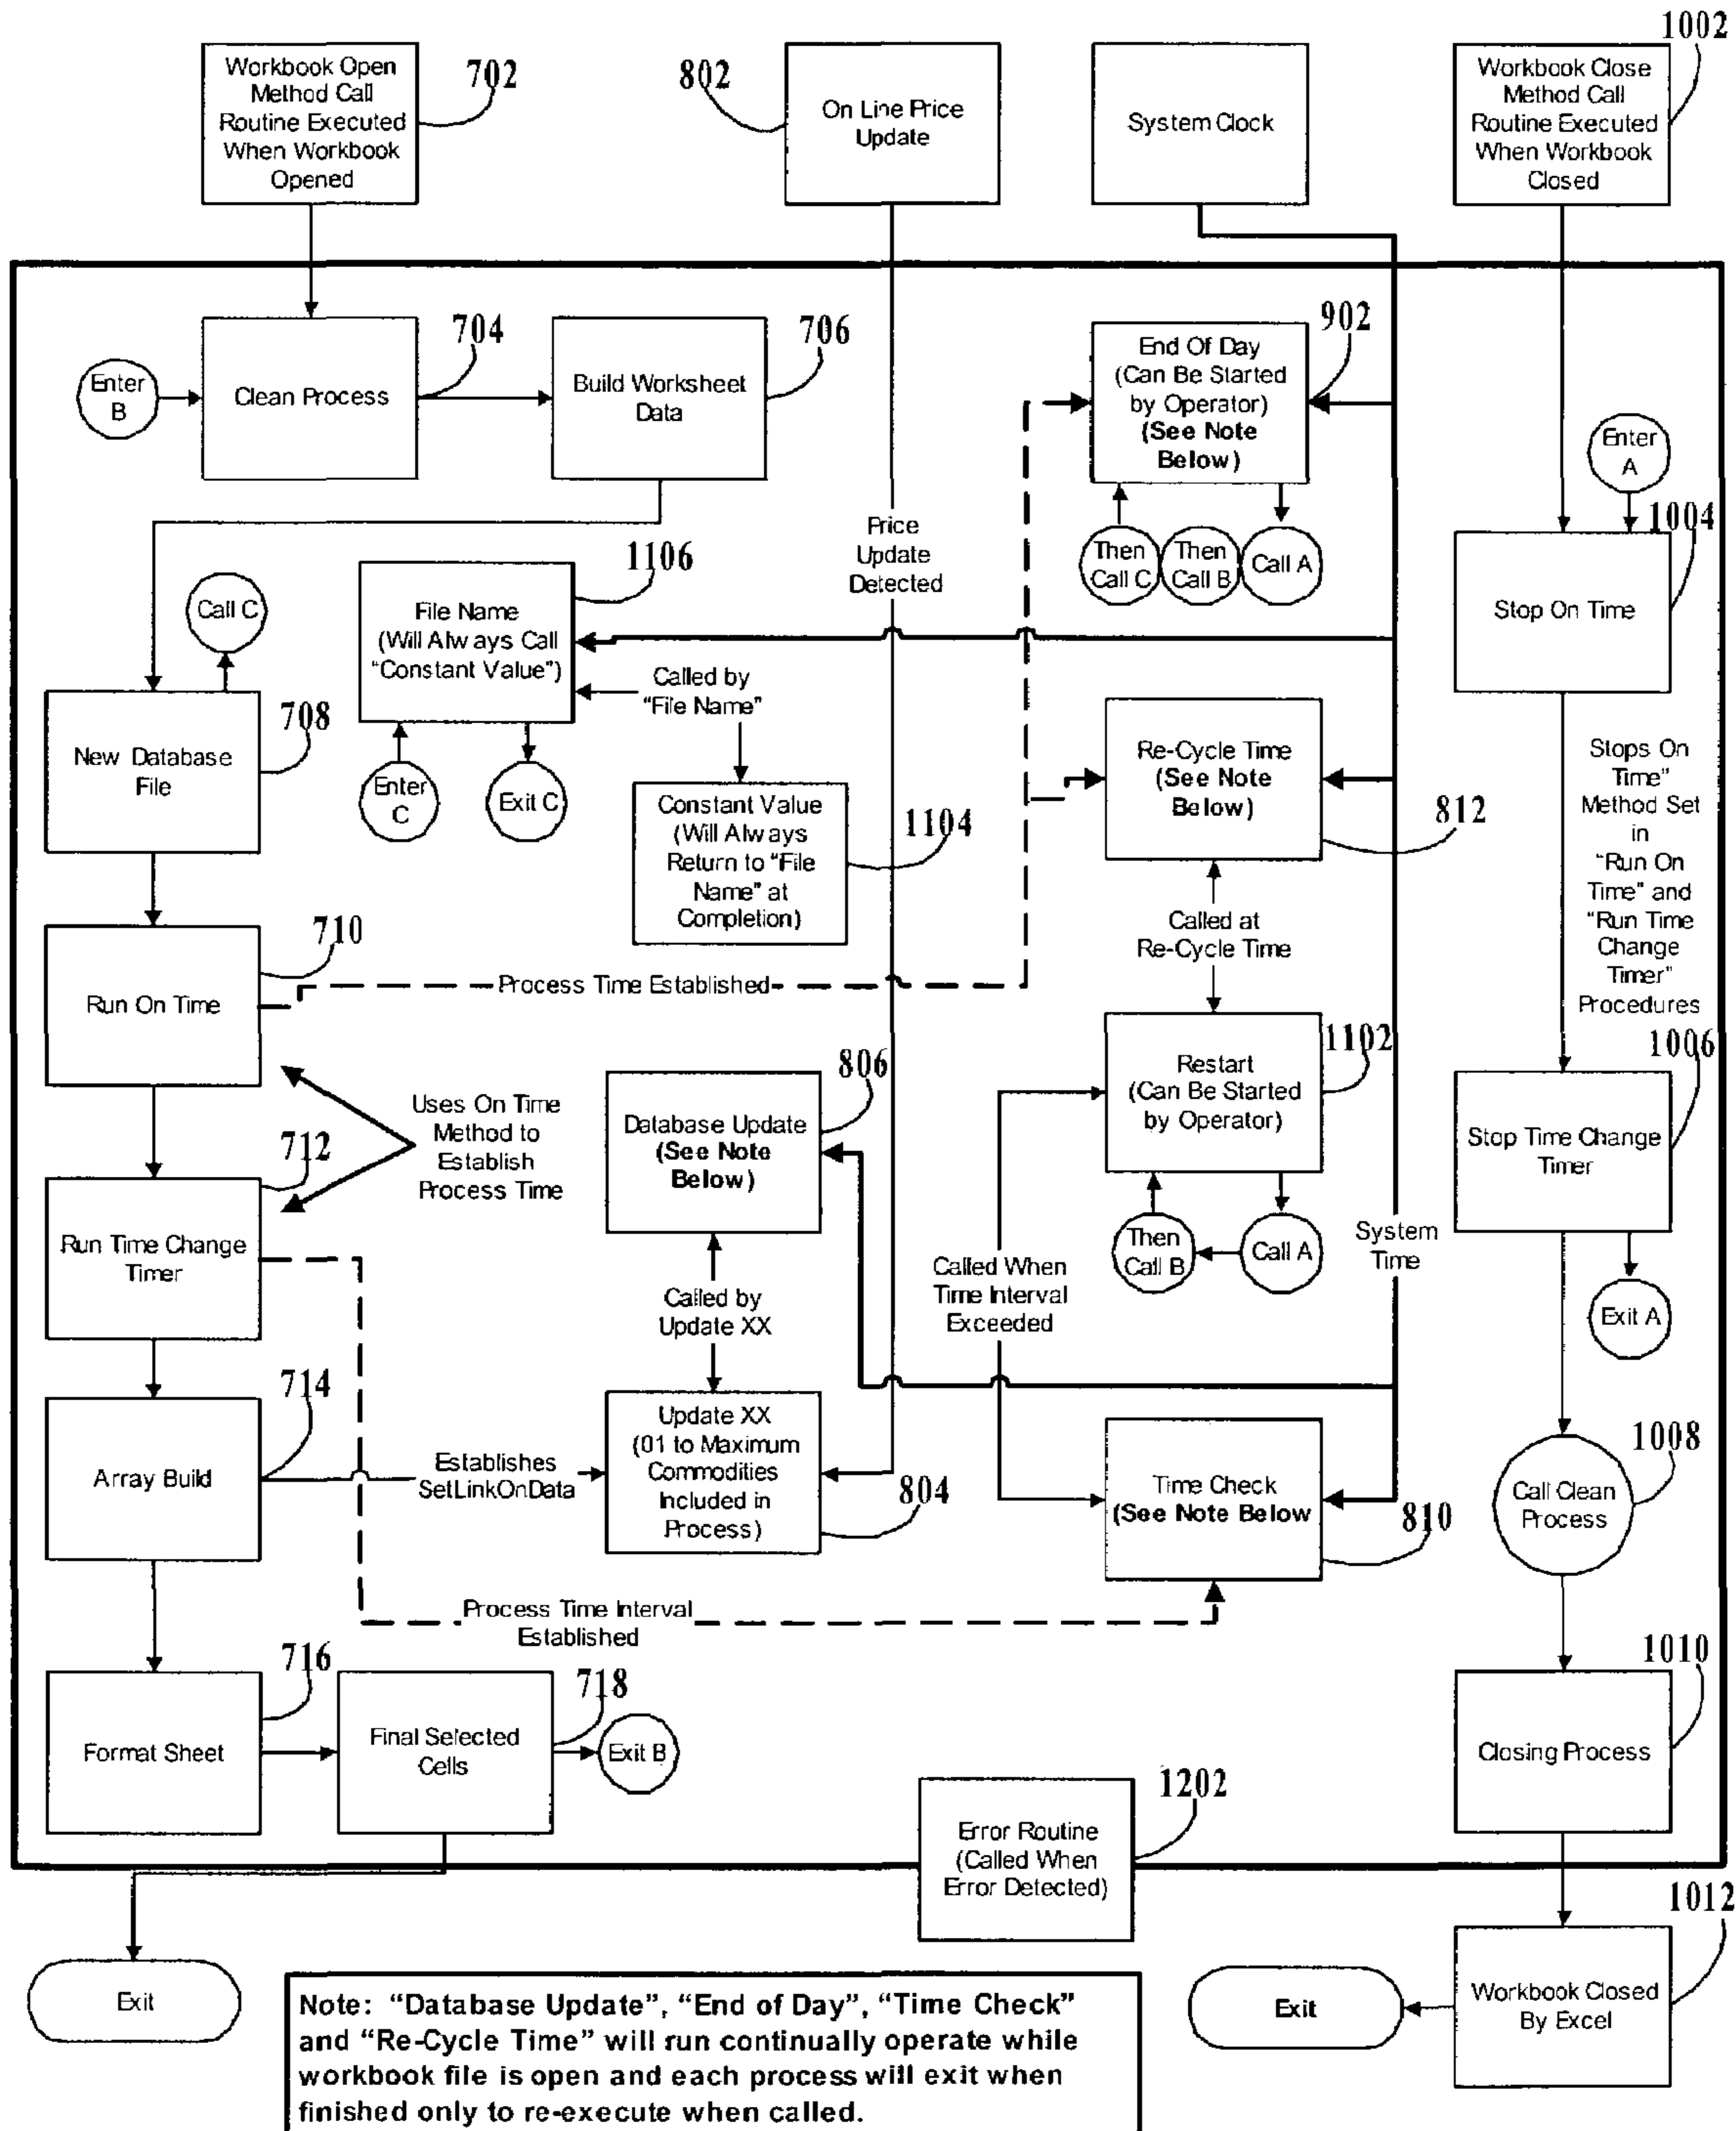 1002
Workbook Open
Method Call
Routine Executed
When Workbook
Opened
702
802
On Line Price
Update
System Clock
Workbook Close
Method Call
Routine Executed
When Workbook
Closed
Enter
B
Clean Process
704
Build Worksheet
Data
706
End Of Day
(Can Be Started
by Operator)
(See Note
Below)
902
Enter
A
1004
Price
Update
Detected
Then
Call C
Then
Call B
Call A
Stop On Time
1106
File Name
(Will Always Call
"Constant Value")
Call C
Called by
"File Name"
New Database
File
708
Enter
C
Exit C
Constant Value
(Will Always
Return to "File
Name" at
Completion)
1104
Re-Cycle Time
(See Note
Below)
812
Stops On
Time"
Method Set
in
"Run On
Time" and
"Run Time
Change
Timer"
Procedures
Called at
Re-Cycle Time
Run On Time
710
Process Time Established
1006
Restart
(Can Be Started
by Operator)
1102
Uses On Time
Method to
Establish
Process Time
806
Database Update
(See Note
Below)
Stop Time Change
Timer
712
Run Time Change
Timer
Then
Call B
Call A
System
Time
Called When
Time Interval
Exceeded
Called by
Update XX
Exit A
714
Array Build
Establishes
SetLinkOnData
Update XX
(01 to Maximum
Commodities
Included in
Process)
804
Time Check
(See Note Below
810
1008
Call Clean
Process
Process Time Interval
Established
716
Format Sheet
718
Final Selected
Cells
Exit B
1010
Closing Process
1202
Error Routine
(Called When
Error Detected)
1012
Exit
Exit
Workbook Closed
By Excel
Note: "Database Update", "End of Day", "Time Check"
and "Re-Cycle Time" will run continually operate while
workbook file is open and each process will exit when
finished only to re-execute when called.